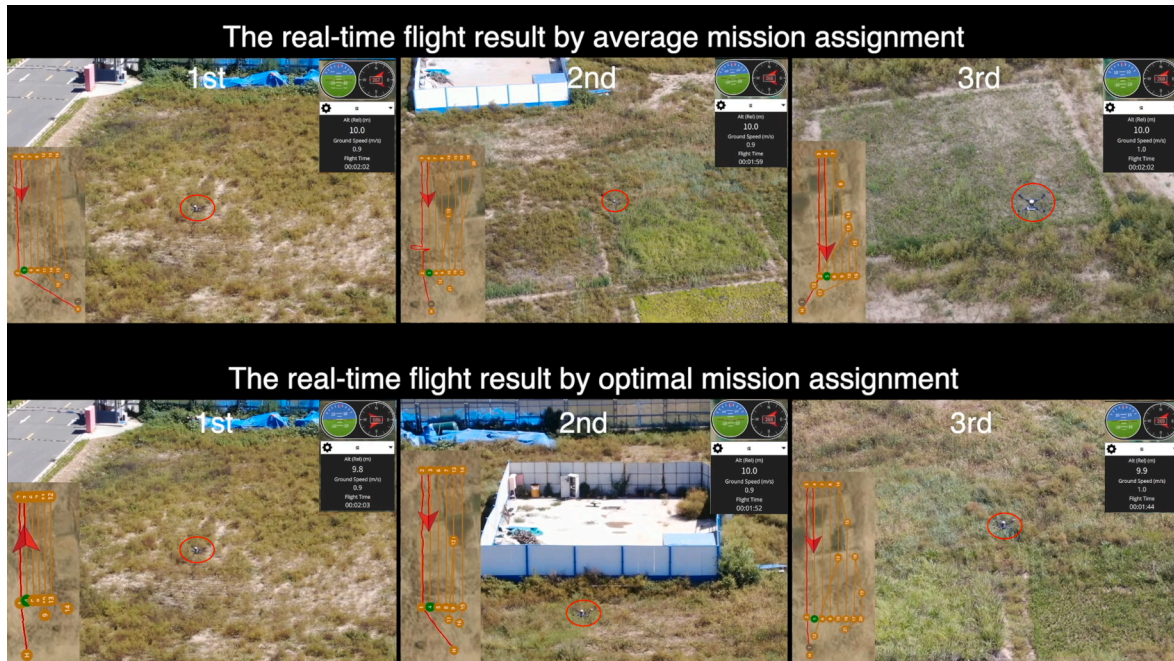 The real-time flight result by average mission assignment
1st
2nd
3rd
Alt (Rel) (m)
10.0
Ground Speed (m/s)
0.9
Flight Time
00:02:02
Alt (Rel) (m)
10.0
Ground Speed (m/s)
0.9
Flight Time
00:01:59
Alt (Rel) (m)
10.0
Ground Speed (m/s)
1.0
Flight Time
00:02:02
The real-time flight result by optimal mission assignment
1st
2nd
3rd
Alt (Rel) (m)
9.8
Ground Speed (m/s)
0.9
Flight Time
00:02:03
Alt (Rel) (m)
10.0
Ground Speed (m/s)
0.9
Flight Time
00:01:52
Alt (Rel) (m)
9.9
Ground Speed (m/s)
1.0
Flight Time
00:01:44